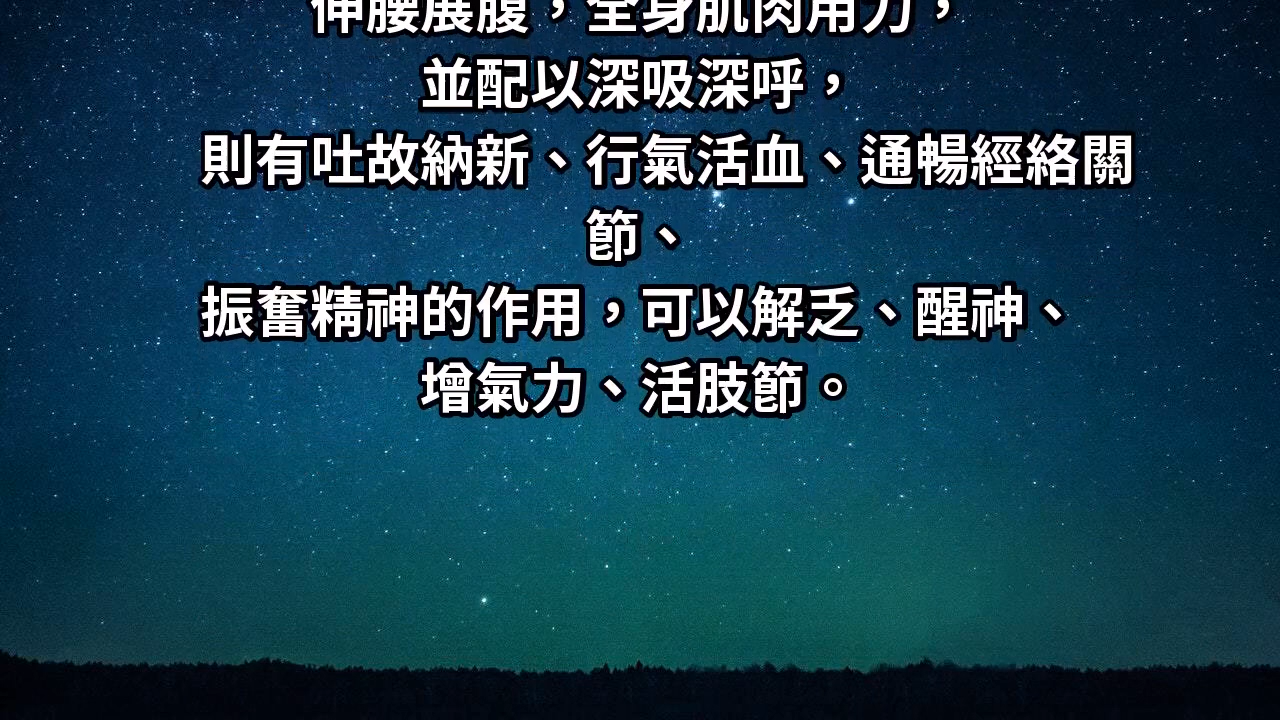 伸腰展腹，全身肌肉用力，
並配以深吸深呼，
則有吐故納新、行氣活血、通暢經絡關
節、
振奮精神的作用，可以解乏、醒神、
增氣力、活肢節。